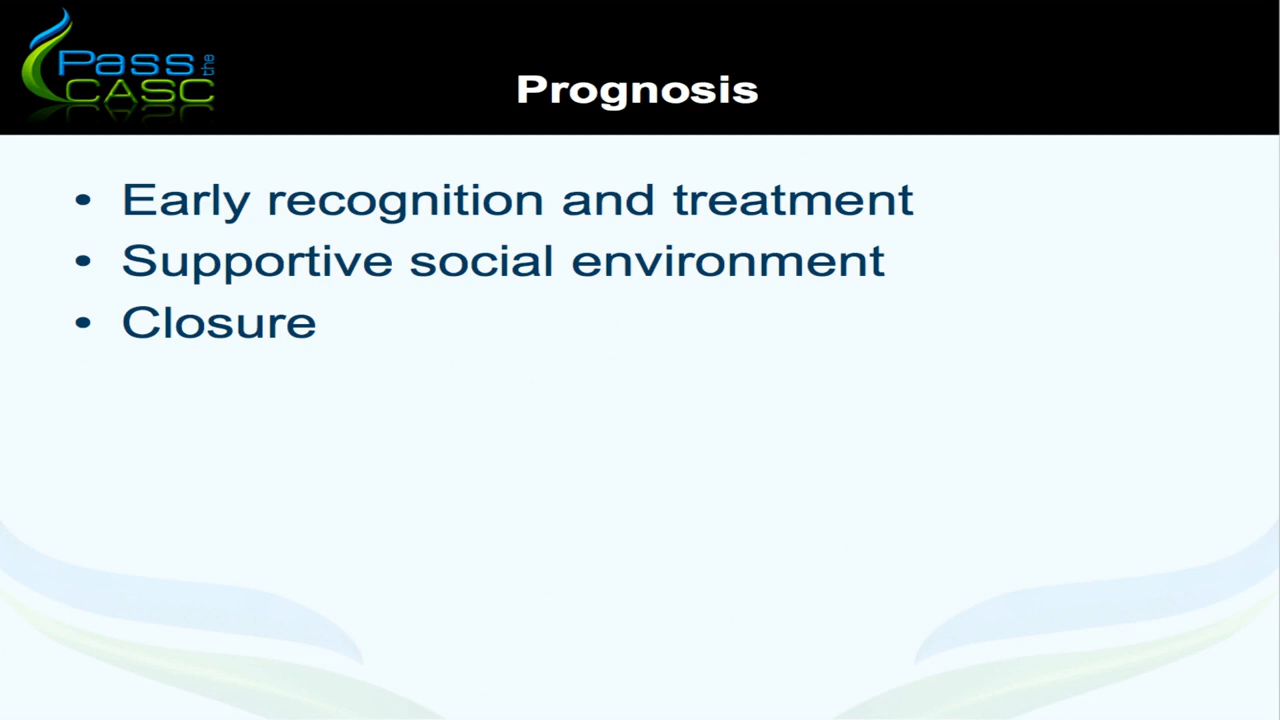 Pass the
CASC
Prognosis
• Early recognition and treatment
• Supportive social environment
• Closure